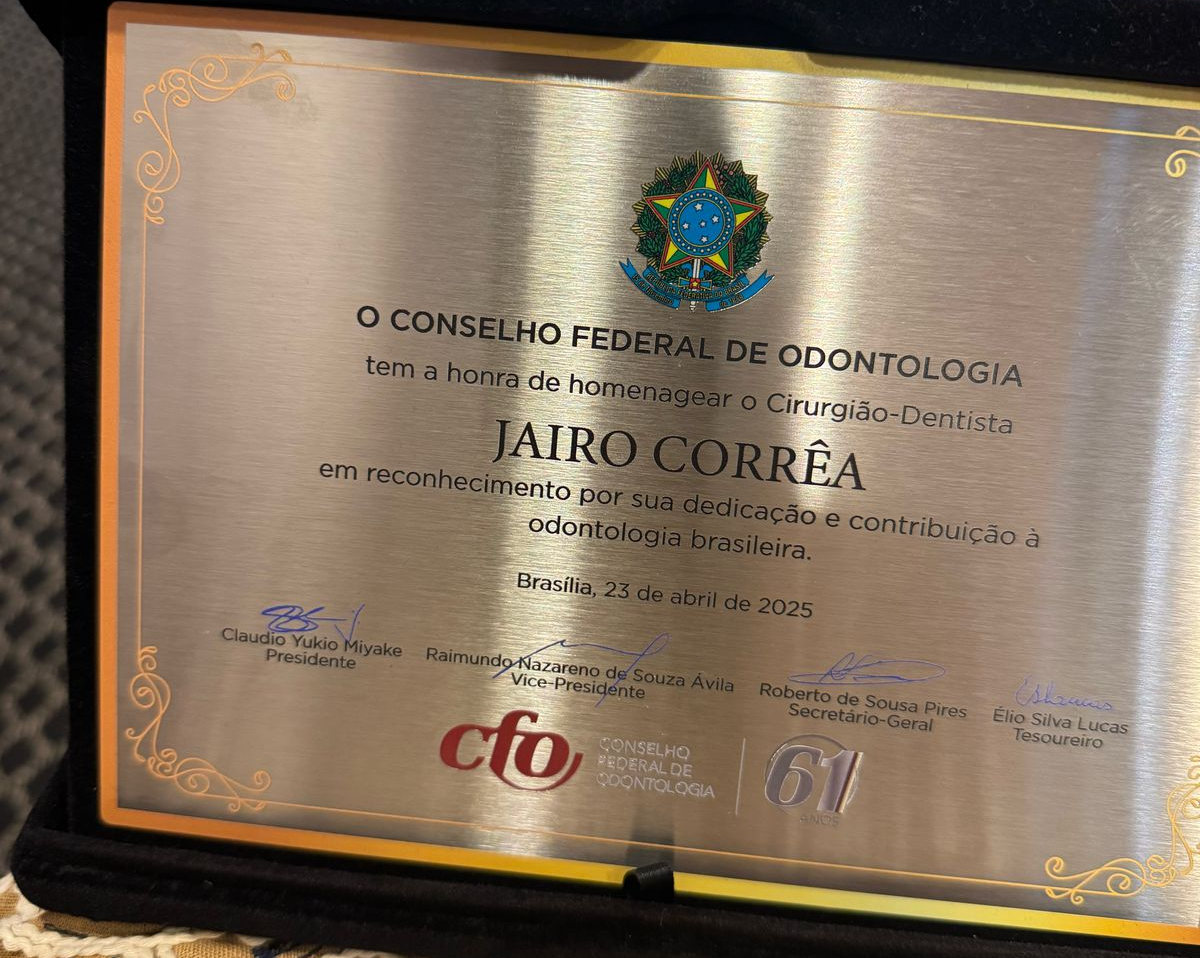 O CONSELHO FEDERAL DE ODONTOLOGIA
tem a honra de homenagear o Cirurgião-Dentista
JAIRO CORRÊA
em reconhecimento por sua dedicação e contribuição à
odontologia brasileira.
Brasília, 23 de abril de 2025
Claudio Yukio Miyake
Presidente
Raimundo Nazareno de Souza Ávila
Vice-Presidente
Roberto de Sousa Pires
Secretário-Geral
Élio Silva Lucas
Tesoureiro
cfo
CONSELHO
FEDERAL DE
ODONTOLOGIA
61
ANOS